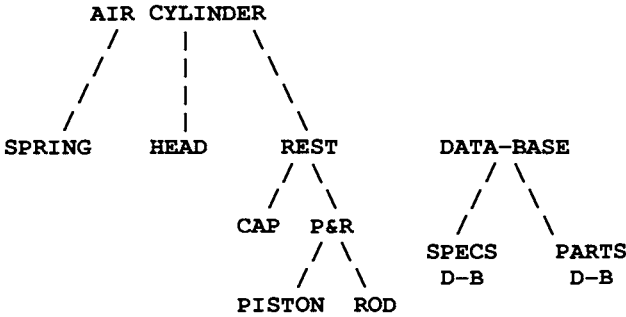 AIR CYLINDER
SPRING HEAD REST DATA-BASE
CAP P&R
SPECS PARTS
D-B D-B
PISTON ROD